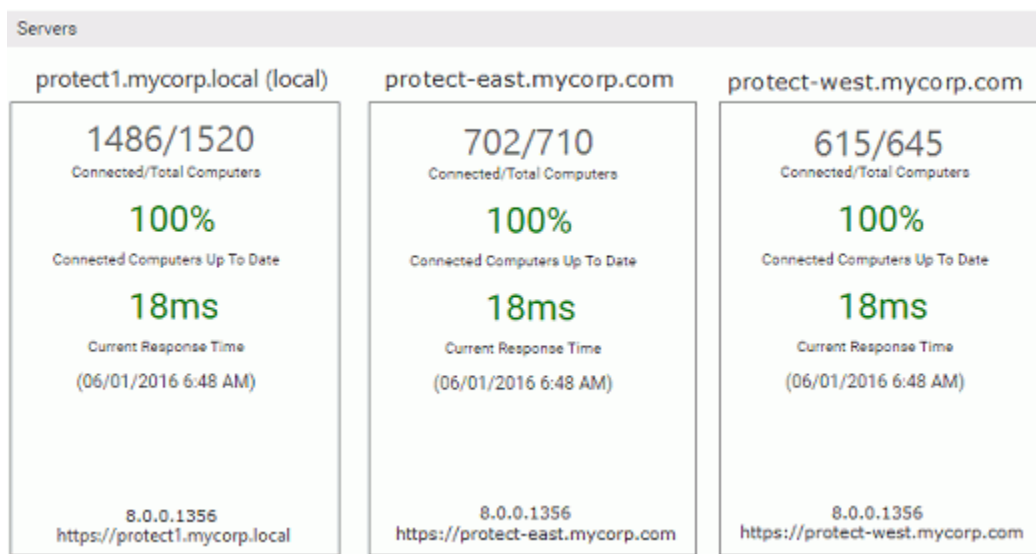 Servers
protect1.mycorp.local (local)
1486/1520
Connected/Total Computers
100%
Connected Computers Up To Date
18ms
Current Response Time
(06/01/2016 6:48 AM)
8.0.0.1356
https://protect1.mycorp.local
protect-east.mycorp.com
702/710
Connected/Total Computers
100%
Connected Computers Up To Date
18ms
Current Response Time
(06/01/2016 6:48 AM)
8.0.0.1356
https://protect-east.mycorp.com
protect-west.mycorp.com
615/645
Connected/Total Computers
100%
Connected Computers Up To Date
18ms
Current Response Time
(06/01/2016 6:48 AM)
8.0.0.1356
https://protect-west.mycorp.com